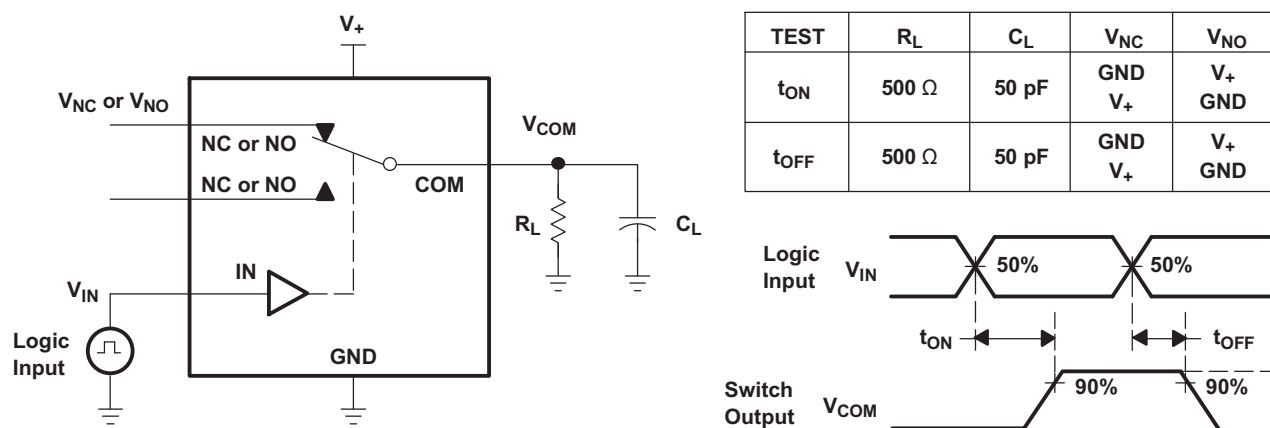 V+
VNC or VNO
NC or NO
NC or NO
COM
VCOM
RL
CL
IN
VIN
Logic
Input
GND
TEST RL CL VNC VNO
tON 500 Ω 50 pF GND V+
V+ GND
tOFF 500 Ω 50 pF GND V+
V+ GND
Logic
Input
VIN
50% 50%
tON tOFF
Switch
Output
VCOM
90% 90%